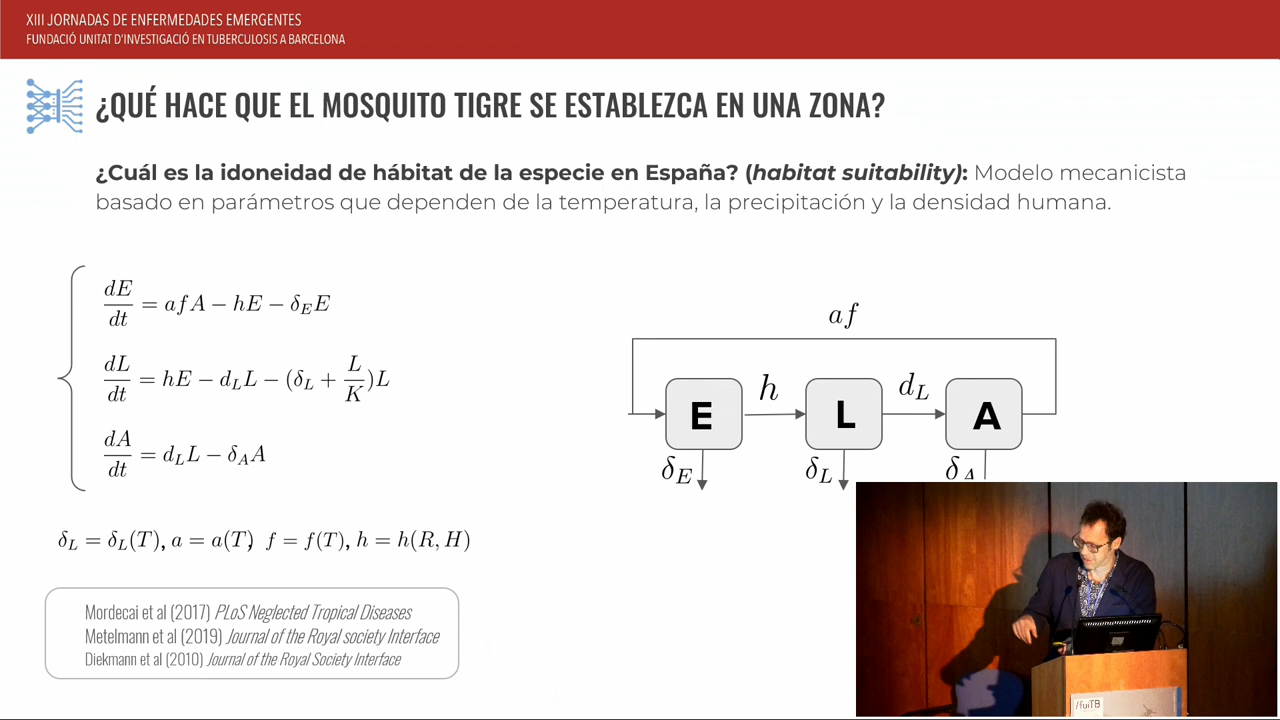 XIII JORNADAS DE ENFERMEDADES EMERGENTES
FUNDACIÓ UNITAT D'INVESTIGACIÓ EN TUBERCULOSIS A BARCELONA
¿QUÉ HACE QUE EL MOSQUITO TIGRE SE ESTABLEZCA EN UNA ZONA?
¿Cuál es la idoneidad de hábitat de la especie en España? (habitat suitability): Modelo mecanicista
basado en parámetros que dependen de la temperatura, la precipitación y la densidad humana.
dE/dt = afA − hE − δ_E E
dL/dt = hE − d_L L − (δ_L + L/K)L
dA/dt = d_L L − δ_A A
δ_L = δ_L(T), a = a(T), f = f(T), h = h(R, H)
af
E h L d_L A
δ_E δ_L δ_A
Mordecai et al (2017) PLoS Neglected Tropical Diseases
Metelmann et al (2019) Journal of the Royal society Interface
Diekmann et al (2010) Journal of the Royal Society Interface
/fuiTB